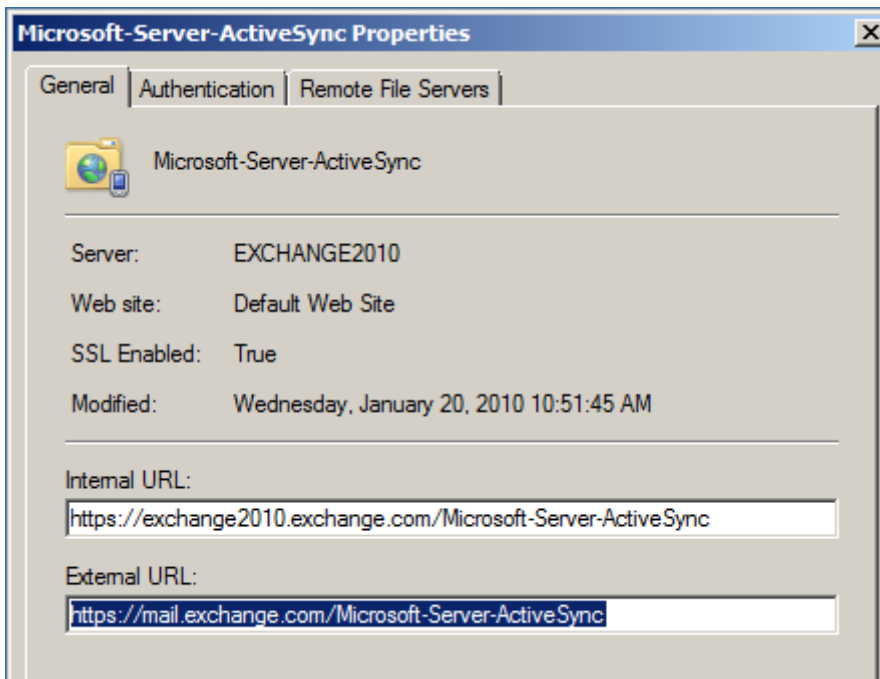 Microsoft-Server-ActiveSync Properties
General Authentication Remote File Servers
Microsoft-Server-ActiveSync
Server: EXCHANGE2010
Web site: Default Web Site
SSL Enabled: True
Modified: Wednesday, January 20, 2010 10:51:45 AM
Internal URL:
https://exchange2010.exchange.com/Microsoft-Server-ActiveSync
External URL:
https://mail.exchange.com/Microsoft-Server-ActiveSync